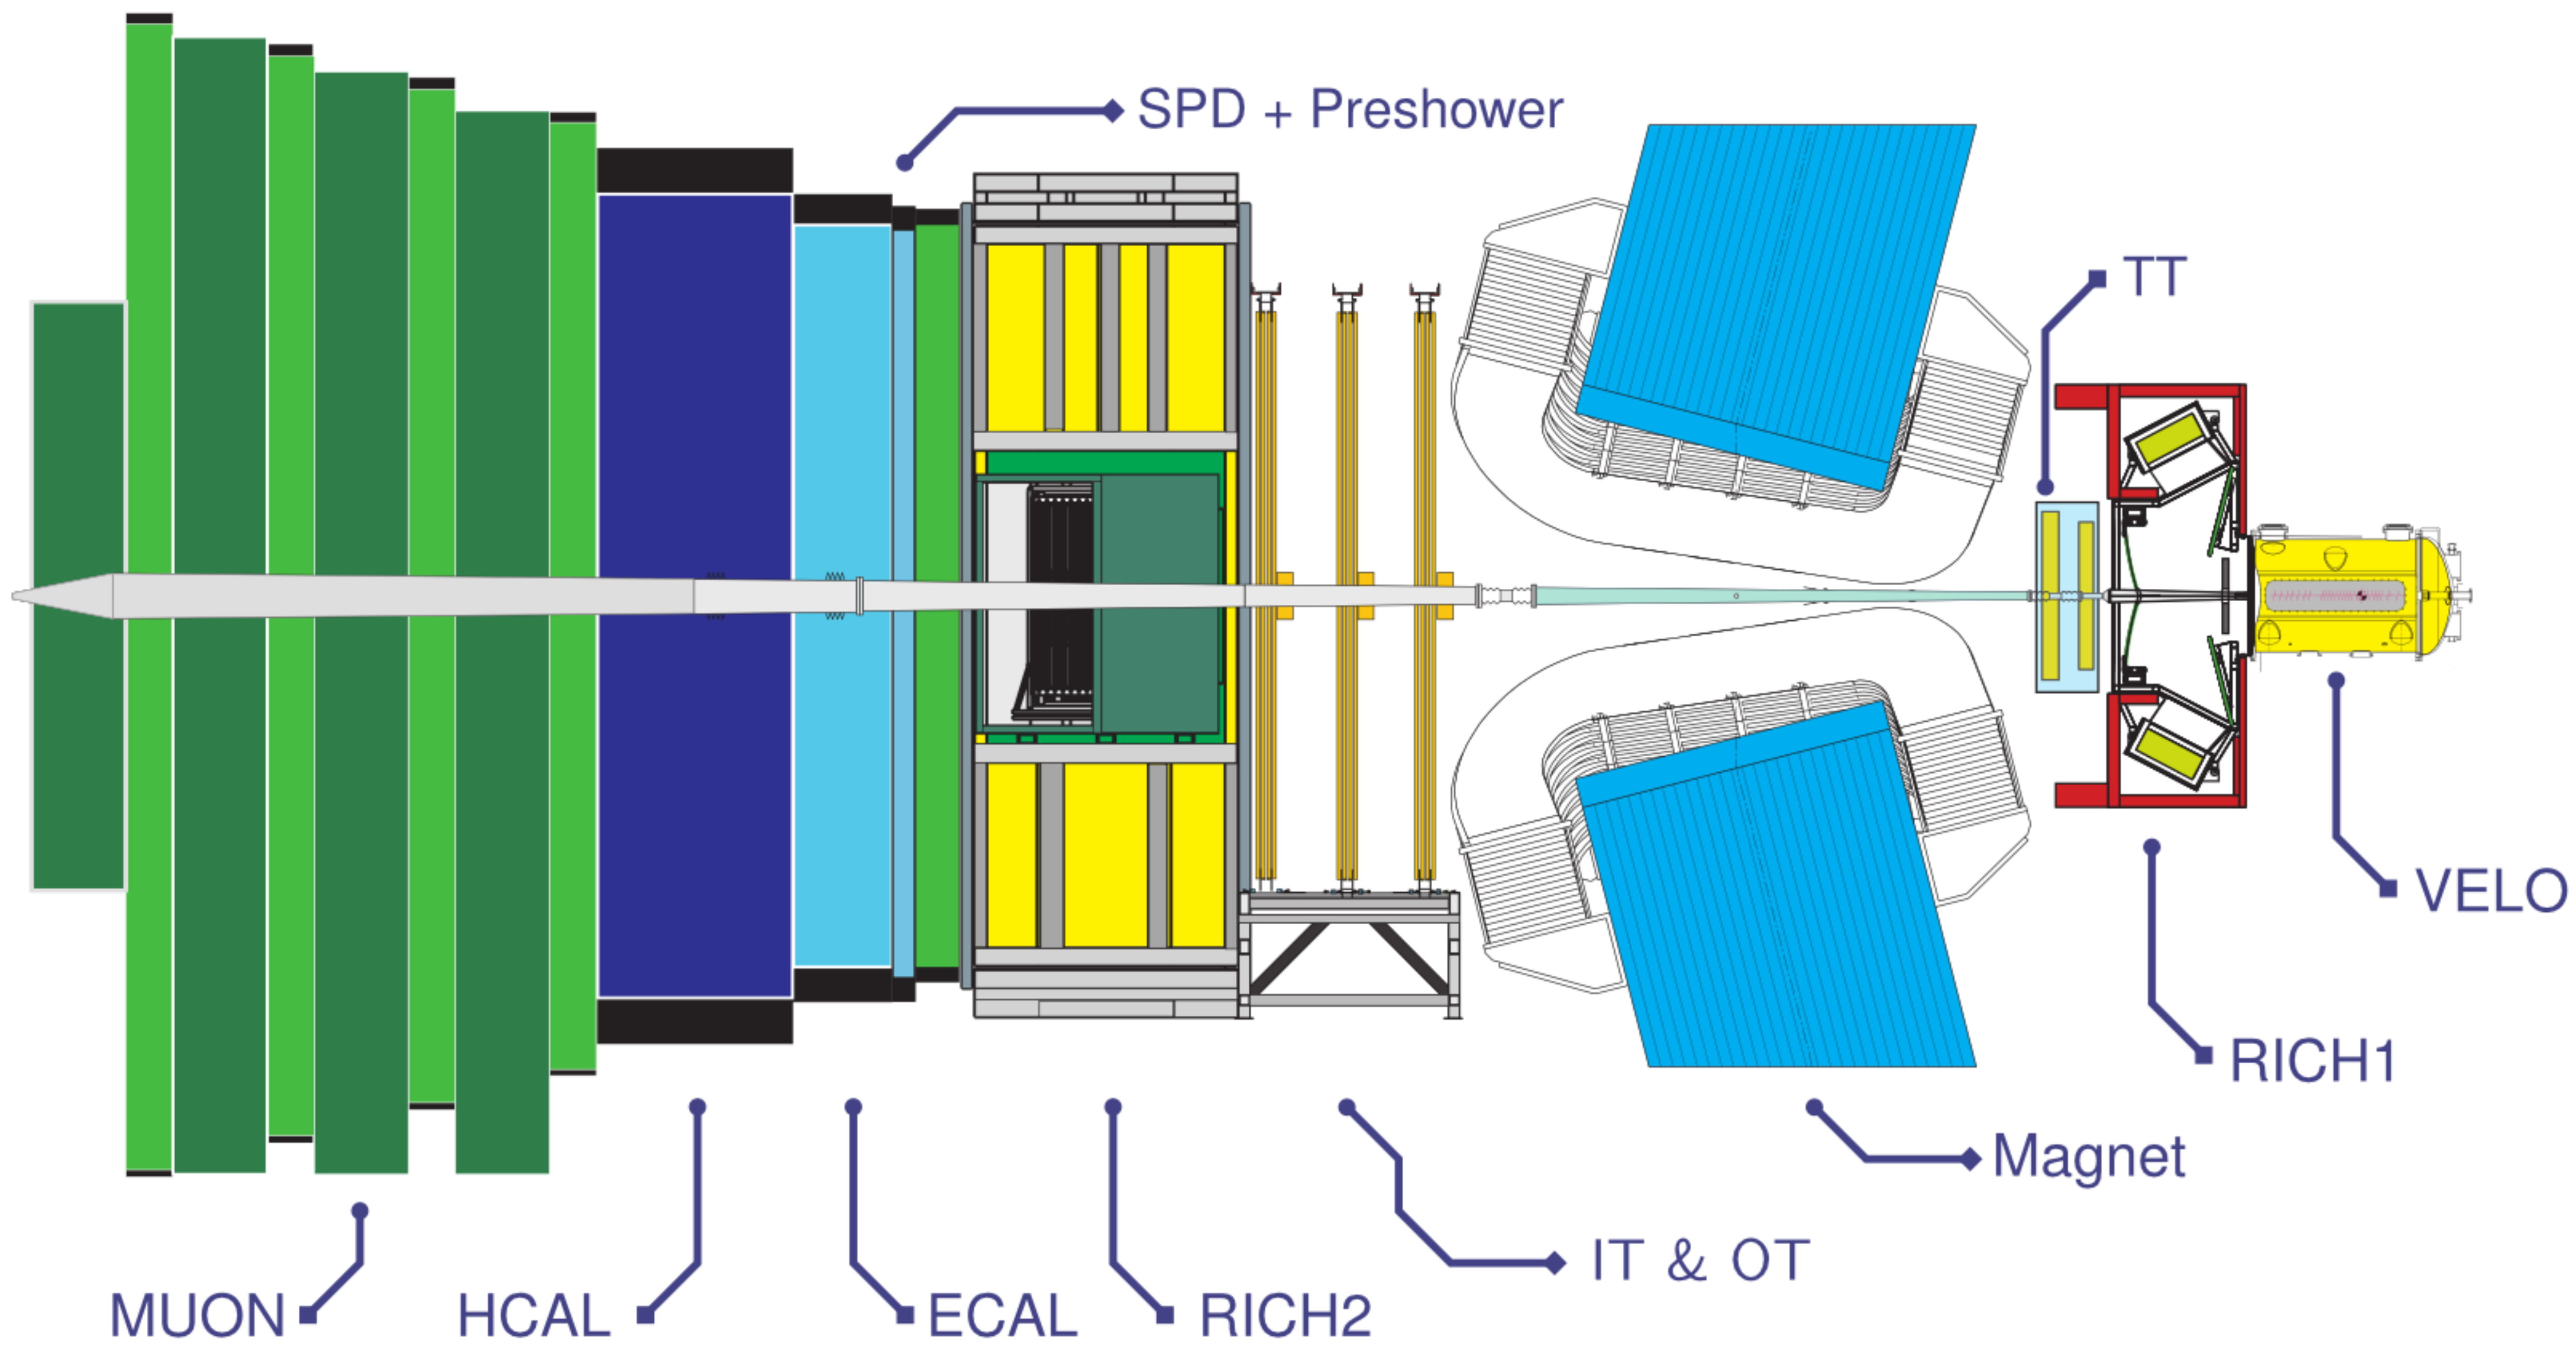 SPD + Preshower
TT
VELO
RICH1
Magnet
IT & OT
MUON
HCAL
ECAL
RICH2